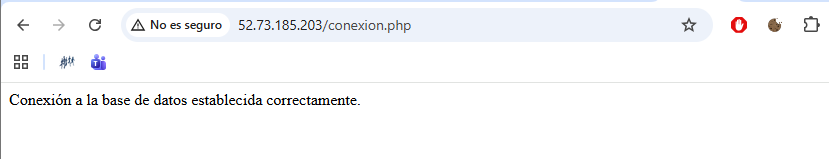 No es seguro 52.73.185.203/conexion.php
Conexión a la base de datos establecida correctamente.